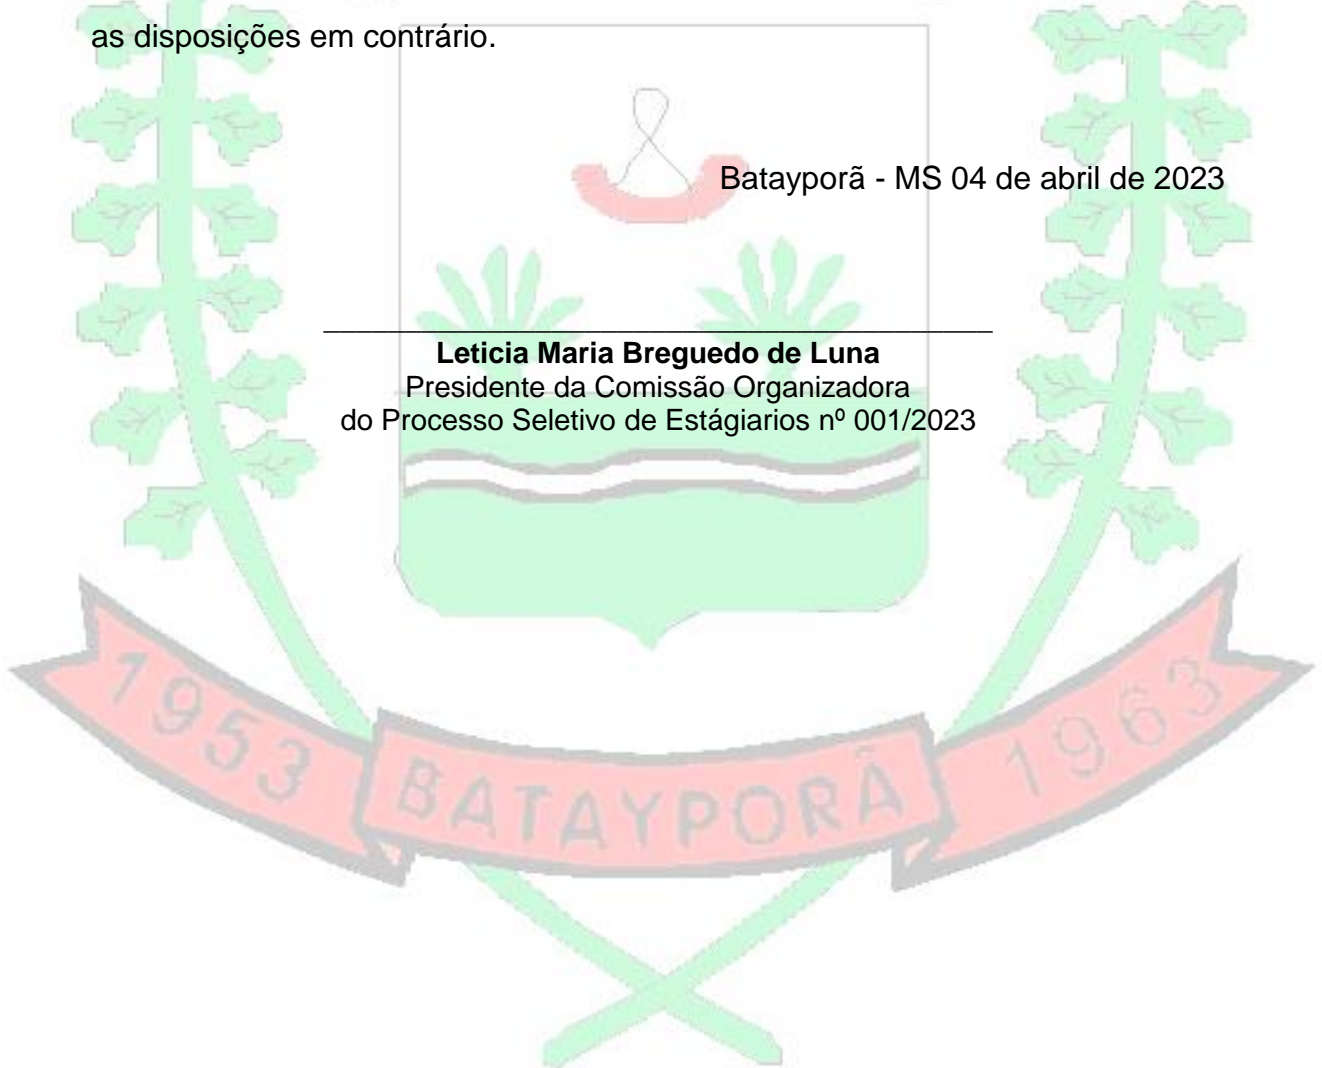 as disposições em contrário.
Batayporã - MS 04 de abril de 2023
Leticia Maria Breguedo de Luna
Presidente da Comissão Organizadora
do Processo Seletivo de Estágiarios nº 001/2023
1953 BATAYPORÃ 1963